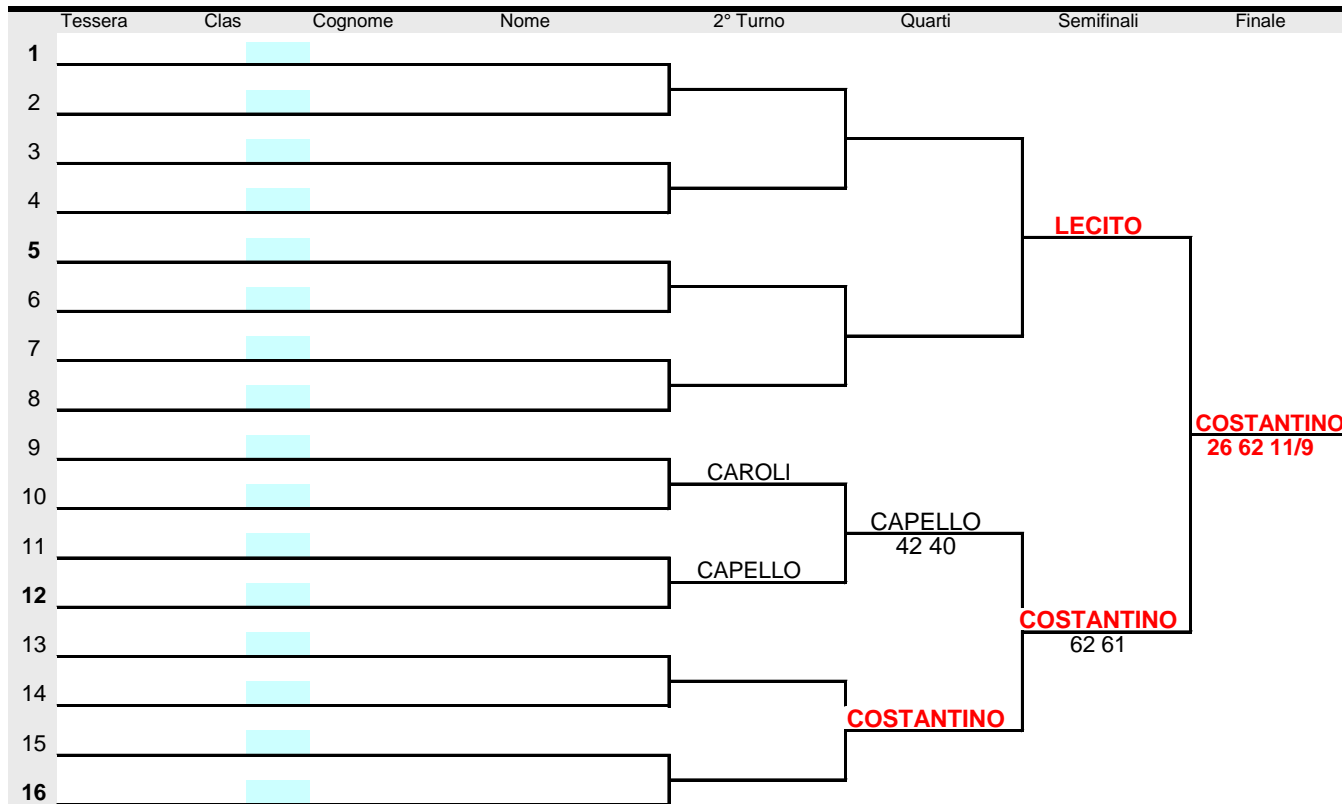 Tessera Clas Cognome Nome 2° Turno Quarti Semifinali Finale
1
2
3
4
LECITO
5
6
7
8
COSTANTINO
9
26 62 11/9
CAROLI
10
CAPELLO
11
42 40
CAPELLO
12
COSTANTINO
13
62 61
14
COSTANTINO
15
16